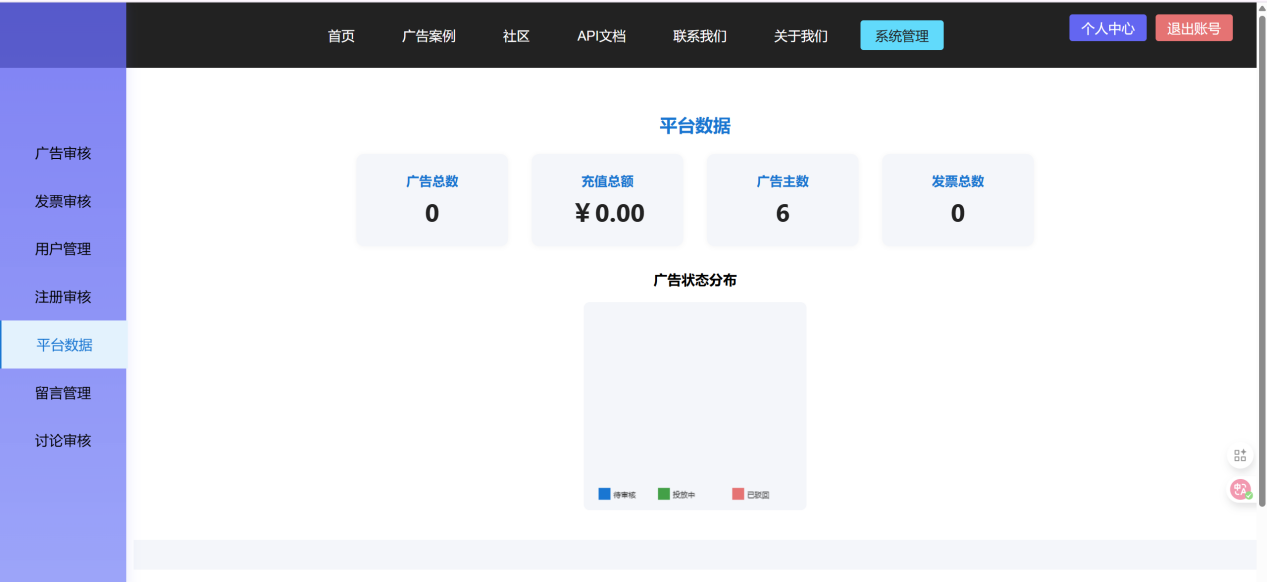 首页 广告案例 社区 API文档 联系我们 关于我们 系统管理 个人中心 退出账号
广告审核
发票审核
用户管理
注册审核
平台数据
留言管理
讨论审核
平台数据
广告总数 充值总额 广告主数 发票总数
0 ¥0.00 6 0
广告状态分布
待审核 投放中 已驳回